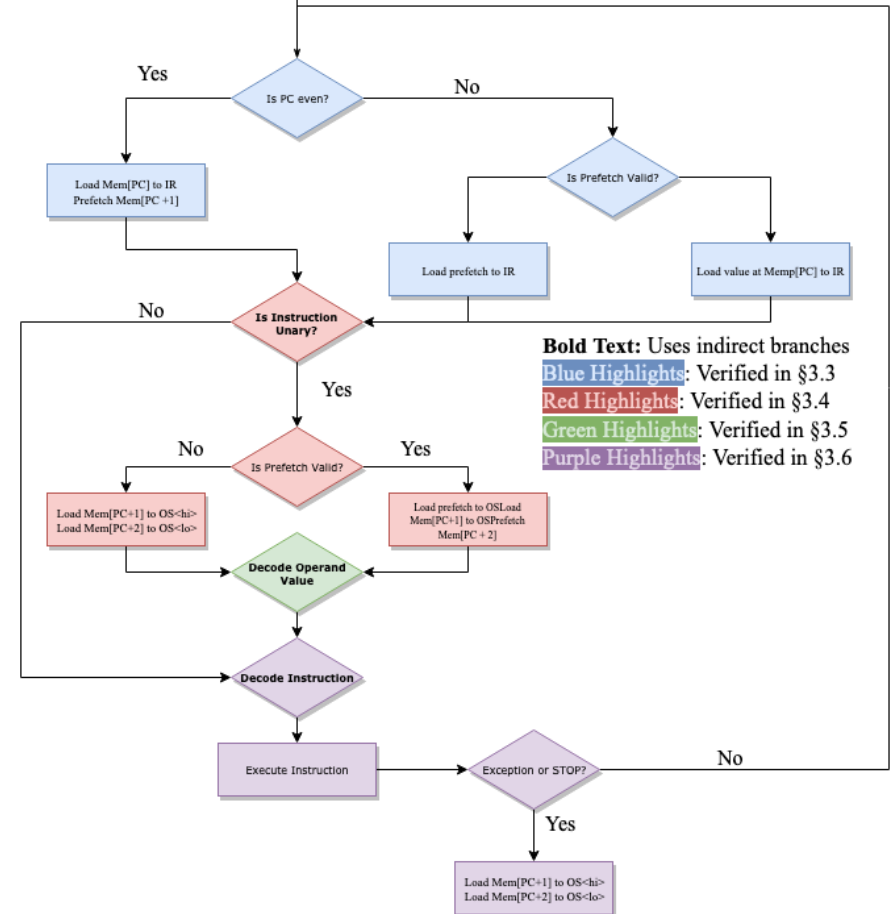 Yes
Is PC even?
No
Load Mem[PC] to IR
Prefetch Mem[PC +1]
Is Prefetch Valid?
Load prefetch to IR
Load value at Memp[PC] to IR
No
Is Instruction
Unary?
Yes
Bold Text: Uses indirect branches
Blue Highlights: Verified in §3.3
Red Highlights: Verified in §3.4
Green Highlights: Verified in §3.5
Purple Highlights: Verified in §3.6
No
Is Prefetch Valid?
Yes
Load Mem[PC+1] to OS<hi>
Load Mem[PC+2] to OS<lo>
Load prefetch to OSLoad
Mem[PC+1] to OSPrefetch
Mem[PC + 2]
Decode Operand
Value
Decode Instruction
Execute Instruction
Exception or STOP?
No
Yes
Load Mem[PC+1] to OS<hi>
Load Mem[PC+2] to OS<lo>